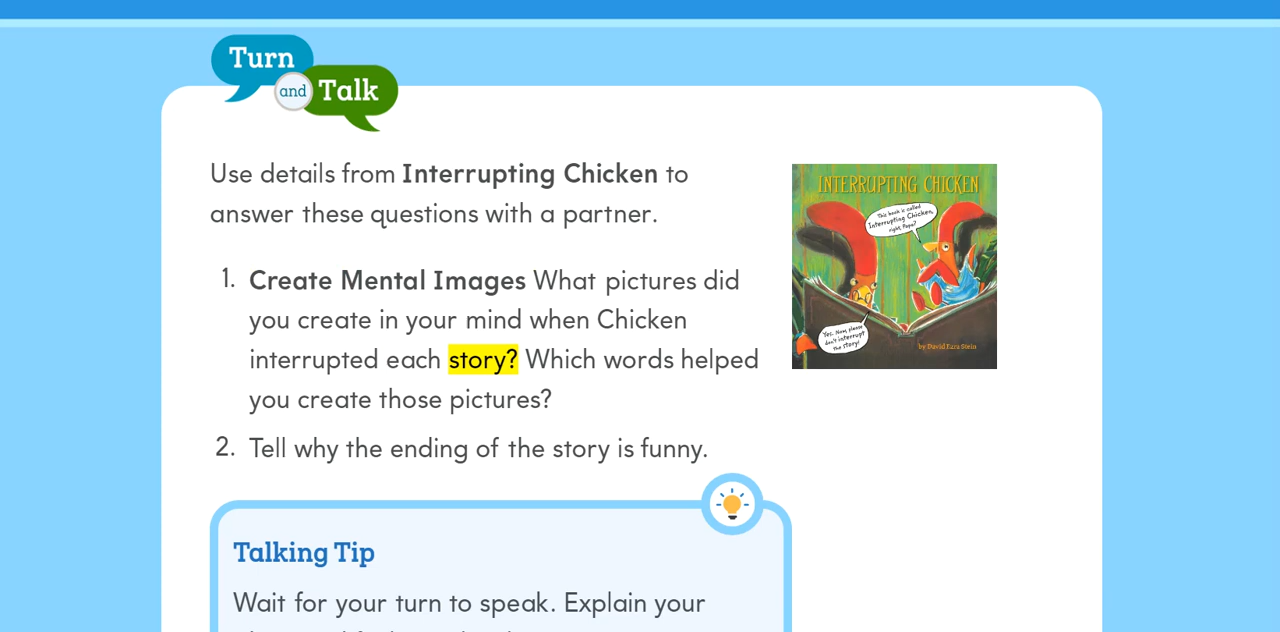 Turn
and
Talk
Use details from Interrupting Chicken to
answer these questions with a partner.
1. Create Mental Images What pictures did
you create in your mind when Chicken
interrupted each story? Which words helped
you create those pictures?
2. Tell why the ending of the story is funny.
INTERRUPTING CHICKEN
This book is called
Interrupting Chicken,
right, Papa?
Yes. Now, please
don't interrupt
the story!
by David Ezra Stein
Talking Tip
Wait for your turn to speak. Explain your